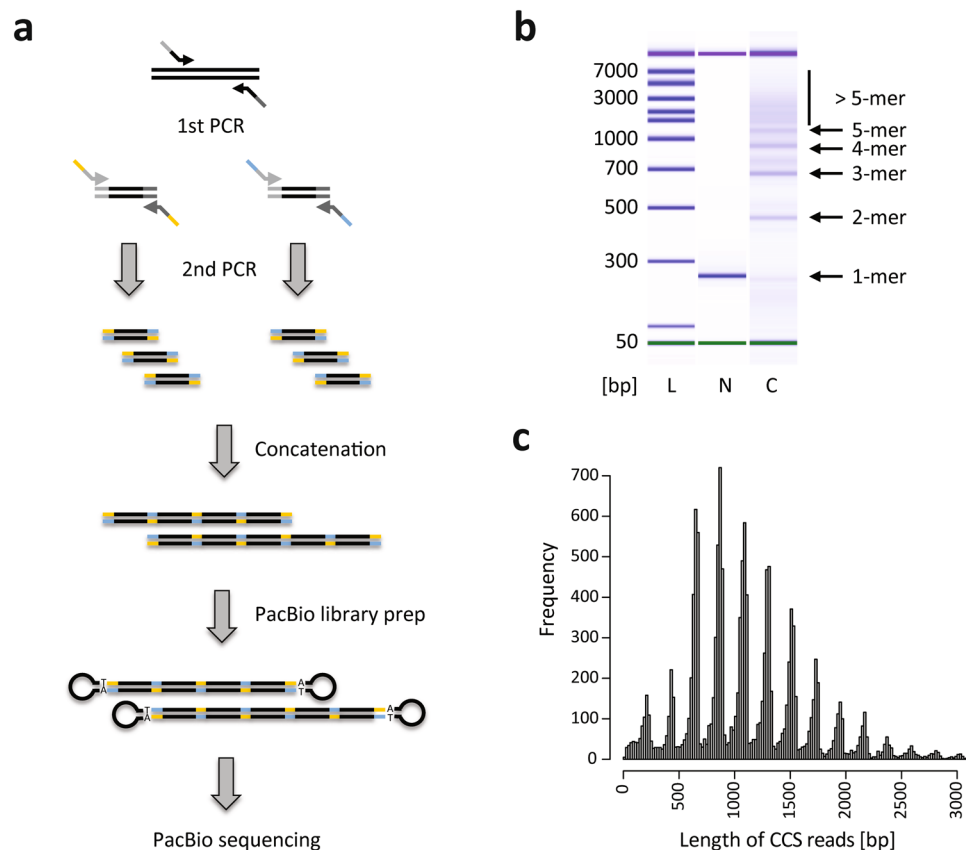 a
1st PCR
2nd PCR
Concatenation
PacBio library prep
T
A
A
T
T
A
A
T
PacBio sequencing
b
7000
3000
1000
700
500
300
50
[bp]
L
N
C
> 5-mer
5-mer
4-mer
3-mer
2-mer
1-mer
c
Frequency
700
600
500
400
300
200
100
0
0
500
1000
1500
2000
2500
3000
Length of CCS reads [bp]